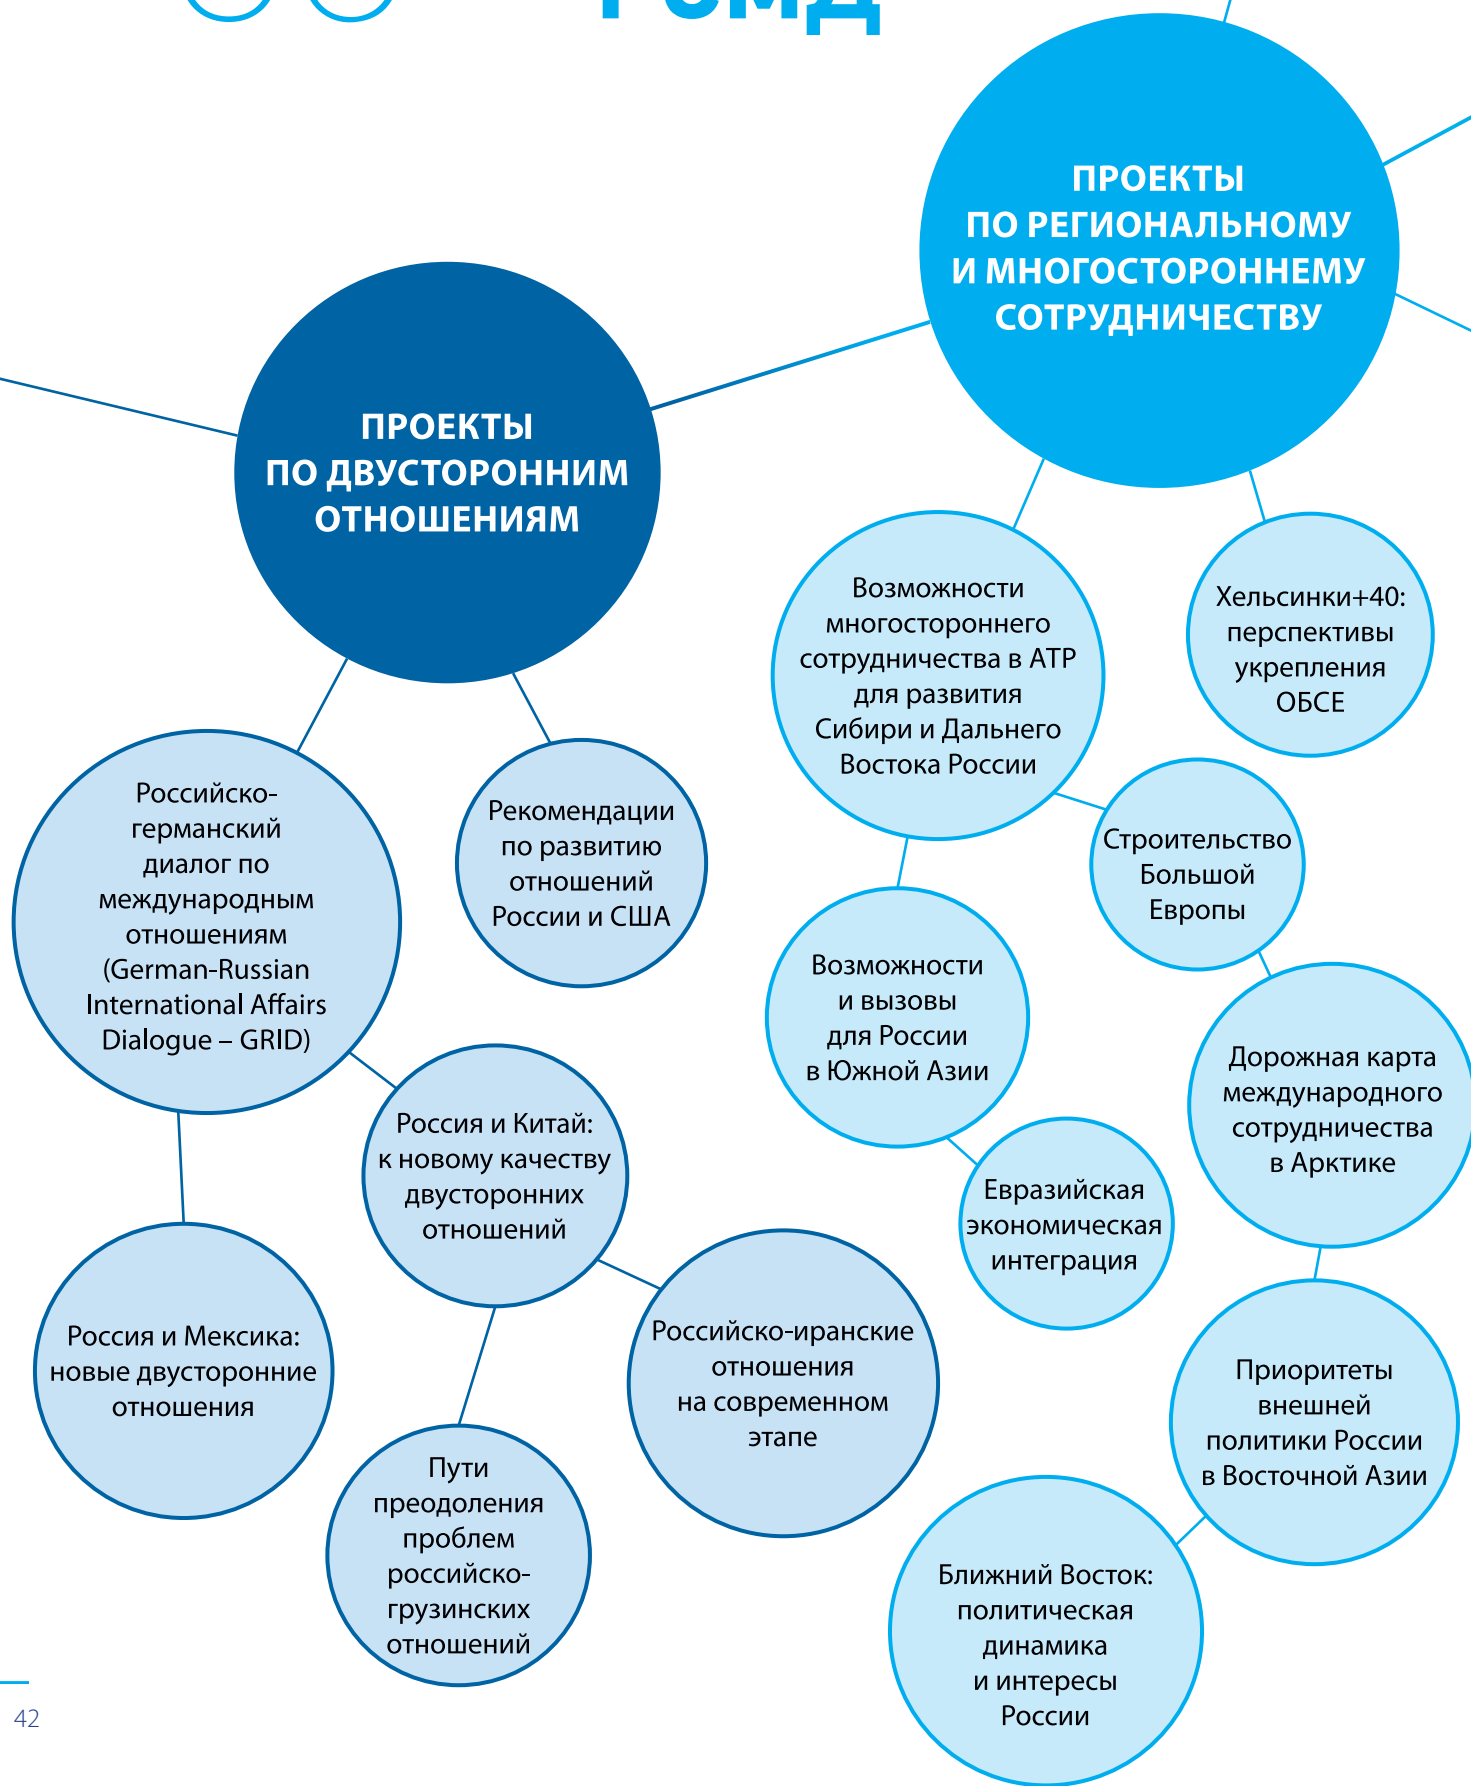 РСМД
ПРОЕКТЫ
ПО РЕГИОНАЛЬНОМУ
И МНОГОСТОРОННЕМУ
СОТРУДНИЧЕСТВУ
ПРОЕКТЫ
ПО ДВУСТОРОННИМ
ОТНОШЕНИЯМ
Возможности
многостороннего
сотрудничества в АТР
для развития
Сибири и Дальнего
Востока России
Хельсинки+40:
перспективы
укрепления
ОБСЕ
Российско-
германский
диалог по
международным
отношениям
(German-Russian
International Affairs
Dialogue – GRID)
Рекомендации
по развитию
отношений
России и США
Строительство
Большой
Европы
Возможности
и вызовы
для России
в Южной Азии
Дорожная карта
международного
сотрудничества
в Арктике
Россия и Китай:
к новому качеству
двусторонних
отношений
Евразийская
экономическая
интеграция
Россия и Мексика:
новые двусторонние
отношения
Российско-иранские
отношения
на современном
этапе
Приоритеты
внешней
политики России
в Восточной Азии
Пути
преодоления
проблем
российско-
грузинских
отношений
Ближний Восток:
политическая
динамика
и интересы
России
42